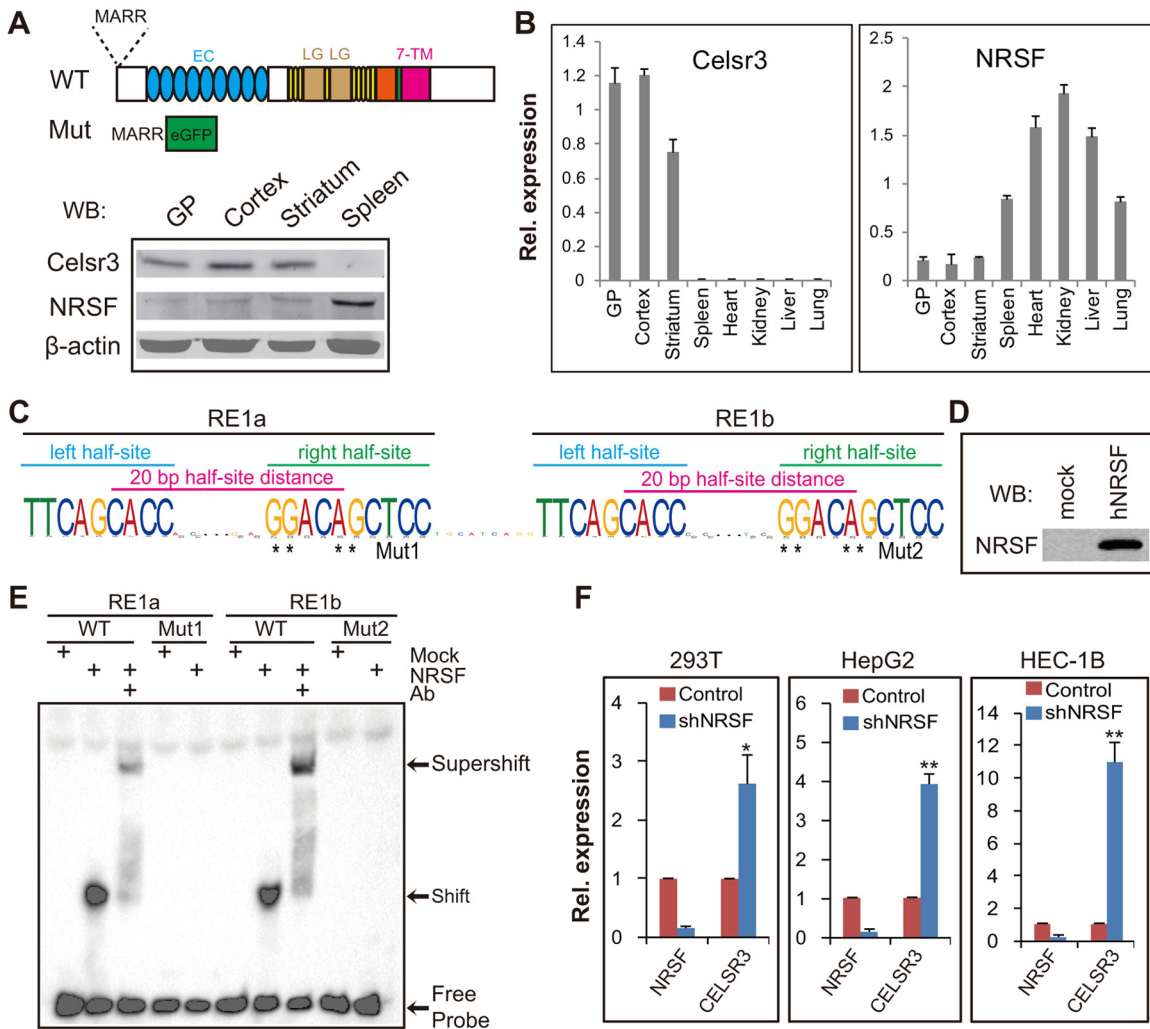 A
MARR
EC
LG LG
7-TM
WT
Mut
MARR
eGFP
WB:
GP
Cortex
Striatum
Spleen
Celsr3
NRSF
β-actin
B
Rel. expression
Celsr3
1.4
1.2
1.0
0.8
0.6
0.4
0.2
0
GP
Cortex
Striatum
Spleen
Heart
Kidney
Liver
Lung
NRSF
2.5
2
1.5
1
0.5
0
GP
Cortex
Striatum
Spleen
Heart
Kidney
Liver
Lung
C
RE1a
left half-site
right half-site
20 bp half-site distance
TTCAGCACC
GGACAGCTCC
* * * *
Mut1
TGCATCAGG
RE1b
left half-site
right half-site
20 bp half-site distance
TTCAGCACC
GGACAGCTCC
* * * *
Mut2
D
WB:
mock
hNRSF
NRSF
E
RE1a
RE1b
WT
Mut1
WT
Mut2
+ + + + Mock
+ + + + + + NRSF
+ + Ab
Supershift
Shift
Free
Probe
F
Rel. expression
293T
Control
shNRSF
4
3
2
1
0
*
NRSF
CELSR3
HepG2
Control
shNRSF
6
5
4
3
2
1
0
**
NRSF
CELSR3
HEC-1B
Control
shNRSF
14
12
10
8
6
4
2
0
**
NRSF
CELSR3